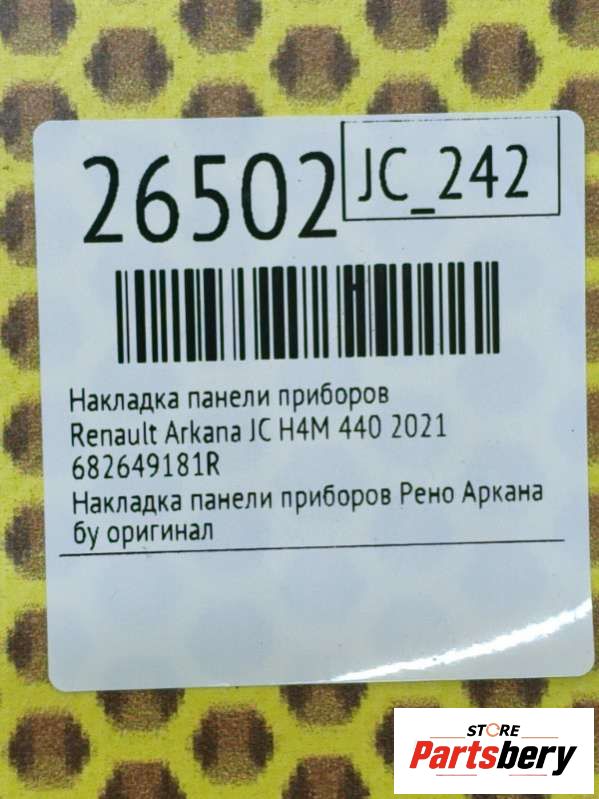 26502
JC_242
Накладка панели приборов
Renault Arkana JC H4M 440 2021
682649181R
Накладка панели приборов Рено Аркана
бу оригинал
STORE
Partsbery